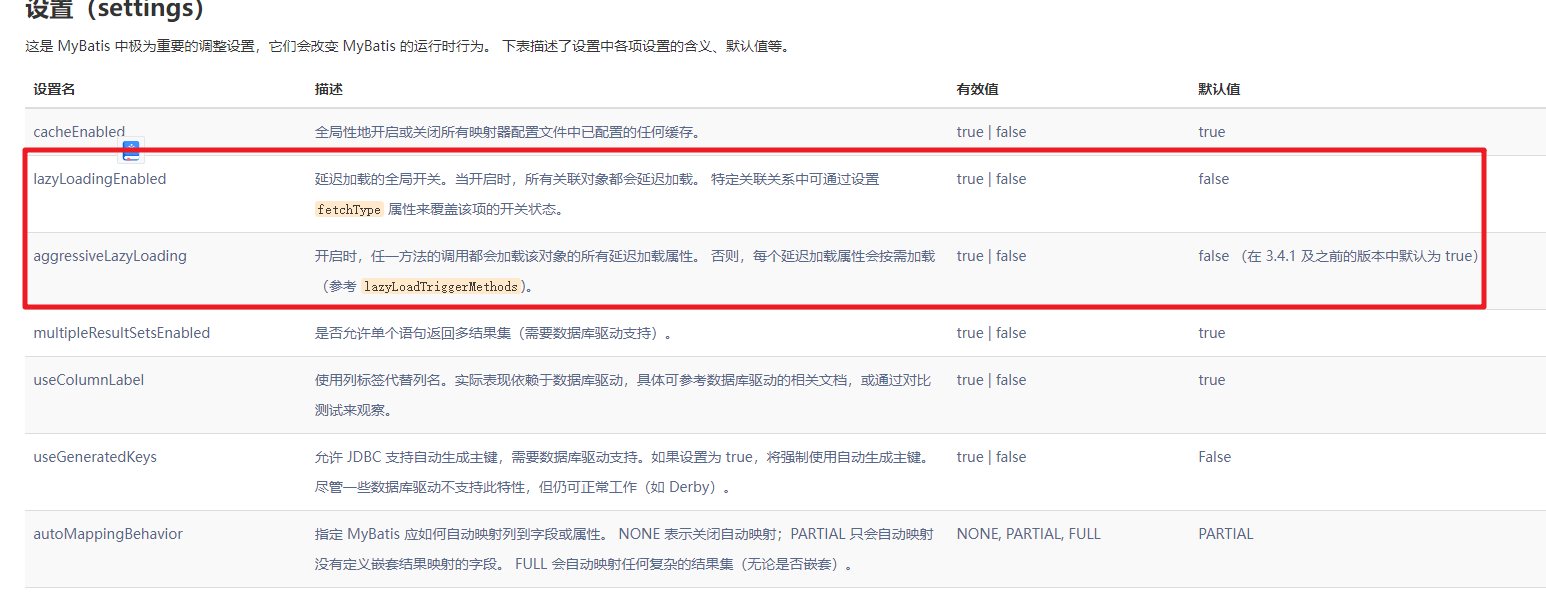 设置（settings）
这是 MyBatis 中极为重要的调整设置，它们会改变 MyBatis 的运行时行为。 下表描述了设置中各项设置的含义、默认值等。
设置名 描述 有效值 默认值
cacheEnabled 全局性地开启或关闭所有映射器配置文件中已配置的任何缓存。 true | false true
lazyLoadingEnabled 延迟加载的全局开关。当开启时，所有关联对象都会延迟加载。 特定关联关系中可通过设置 true | false false
fetchType 属性来覆盖该项的开关状态。
aggressiveLazyLoading 开启时，任一方法的调用都会加载该对象的所有延迟加载属性。 否则，每个延迟加载属性会按需加载 true | false false （在 3.4.1 及之前的版本中默认为 true）
（参考 lazyLoadTriggerMethods)。
multipleResultSetsEnabled 是否允许单个语句返回多结果集（需要数据库驱动支持）。 true | false true
useColumnLabel 使用列标签代替列名。实际表现依赖于数据库驱动，具体可参考数据库驱动的相关文档，或通过对比 true | false true
测试来观察。
useGeneratedKeys 允许 JDBC 支持自动生成主键，需要数据库驱动支持。如果设置为 true，将强制使用自动生成主键。 true | false False
尽管一些数据库驱动不支持此特性，但仍可正常工作（如 Derby）。
autoMappingBehavior 指定 MyBatis 应如何自动映射列到字段或属性。 NONE 表示关闭自动映射；PARTIAL 只会自动映射 NONE, PARTIAL, FULL PARTIAL
没有定义嵌套结果映射的字段。 FULL 会自动映射任何复杂的结果集（无论是否嵌套）。